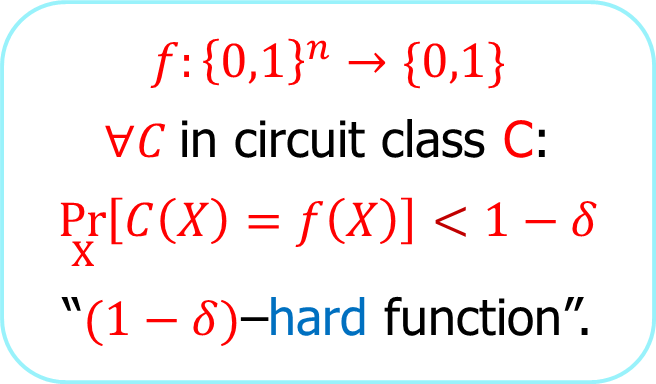 f:{0,1}ⁿ → {0,1}
∀C in circuit class C:
Pr_X[C(X) = f(X)] < 1 − δ
“(1 − δ)–hard function”.